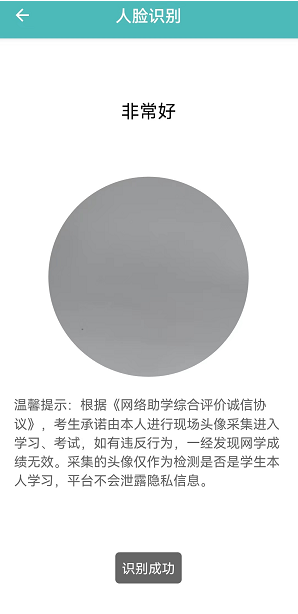 人脸识别
非常好
温馨提示：根据《网络助学综合评价诚信协
议》，考生承诺由本人进行现场头像采集进入
学习、考试，如有违反行为，一经发现网学成
绩无效。采集的头像仅作为检测是否是学生本
人学习，平台不会泄露隐私信息。
识别成功